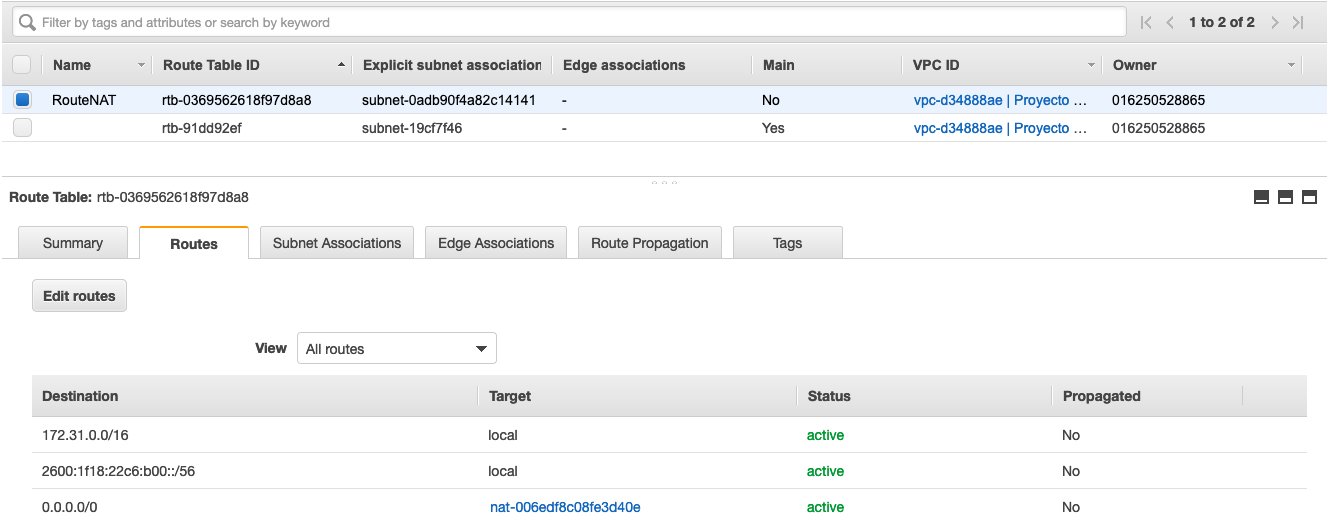 Filter by tags and attributes or search by keyword 1 to 2 of 2
Name Route Table ID Explicit subnet association Edge associations Main VPC ID Owner
RouteNAT rtb-0369562618f97d8a8 subnet-0adb90f4a82c14141 - No vpc-d34888ae | Proyecto ... 016250528865
rtb-91dd92ef subnet-19cf7f46 - Yes vpc-d34888ae | Proyecto ... 016250528865
Route Table: rtb-0369562618f97d8a8
Summary Routes Subnet Associations Edge Associations Route Propagation Tags
Edit routes
View All routes
Destination Target Status Propagated
172.31.0.0/16 local active No
2600:1f18:22c6:b00::/56 local active No
0.0.0.0/0 nat-006edf8c08fe3d40e active No